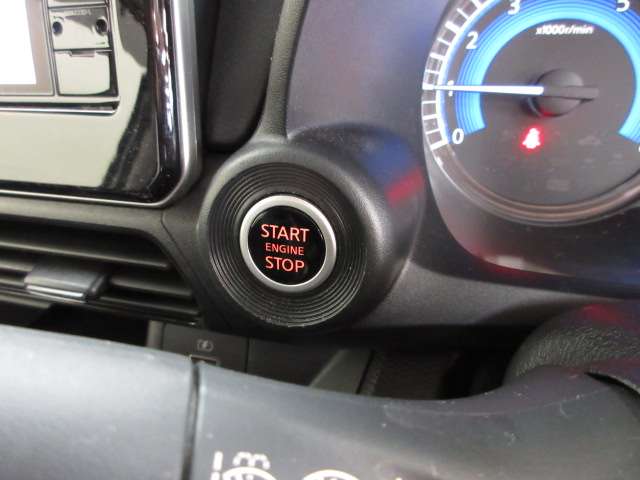 3
5
x1000r/min
2
1
0
START
ENGINE
STOP